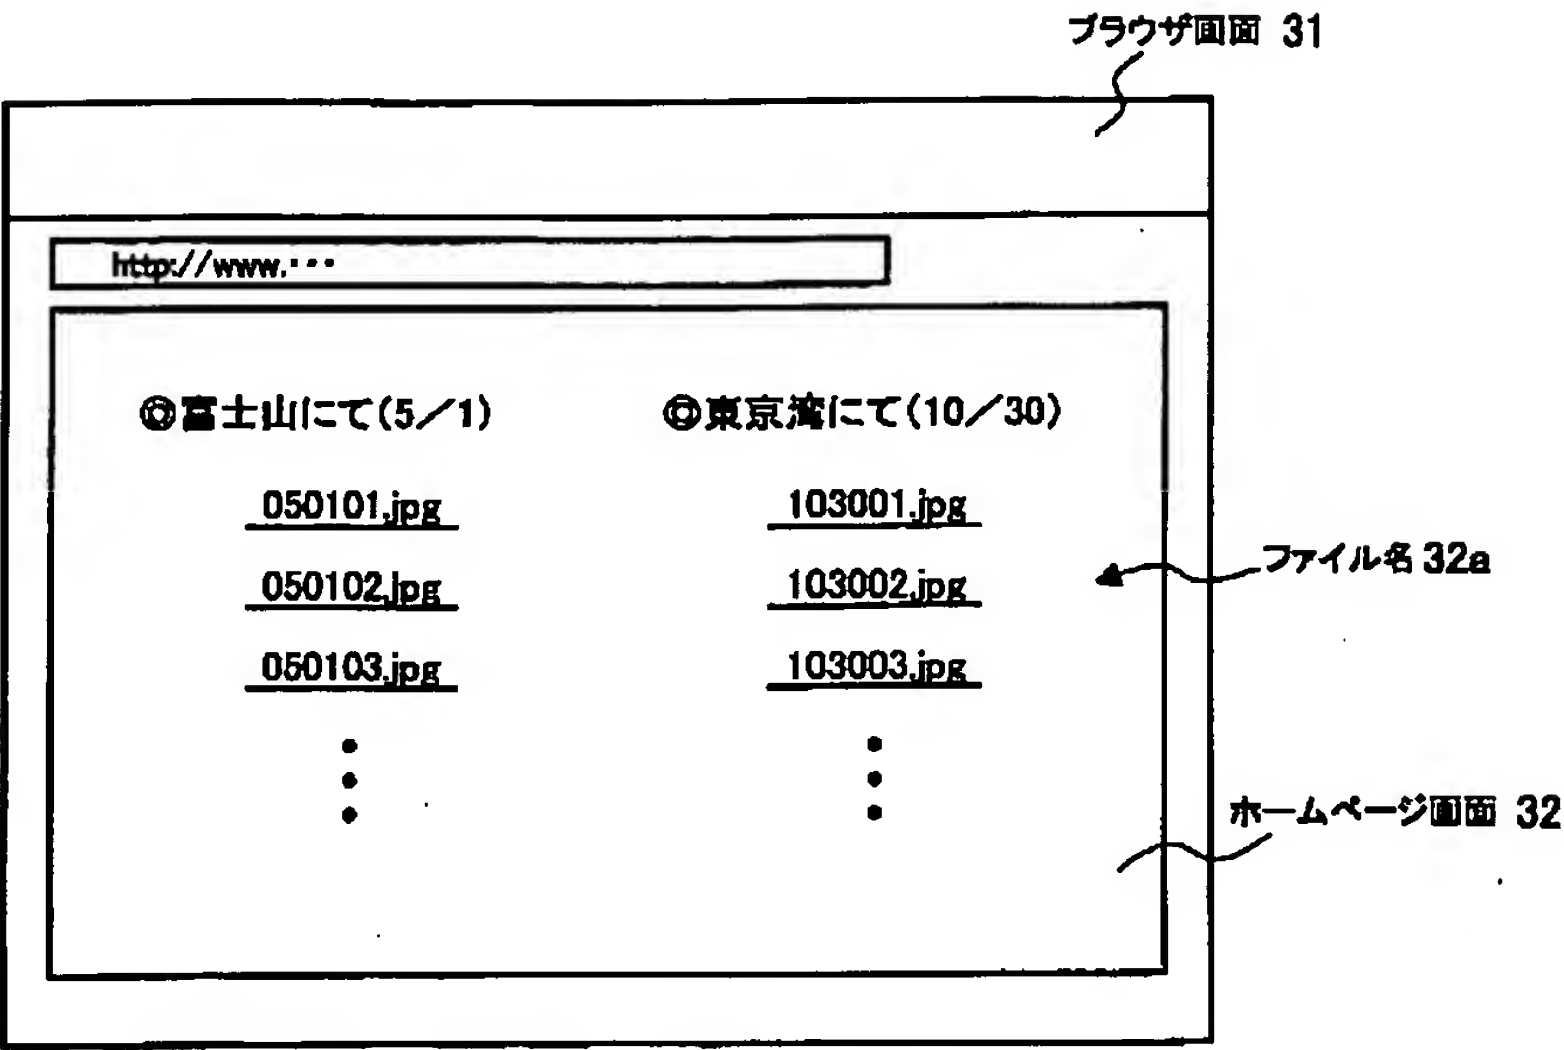 ブラウザ画面 31
http://www.・・・
◎富士山にて(5/1)
◎東京湾にて(10/30)
050101.jpg
103001.jpg
ファイル名 32a
050102.jpg
103002.jpg
050103.jpg
103003.jpg
ホームページ画面 32